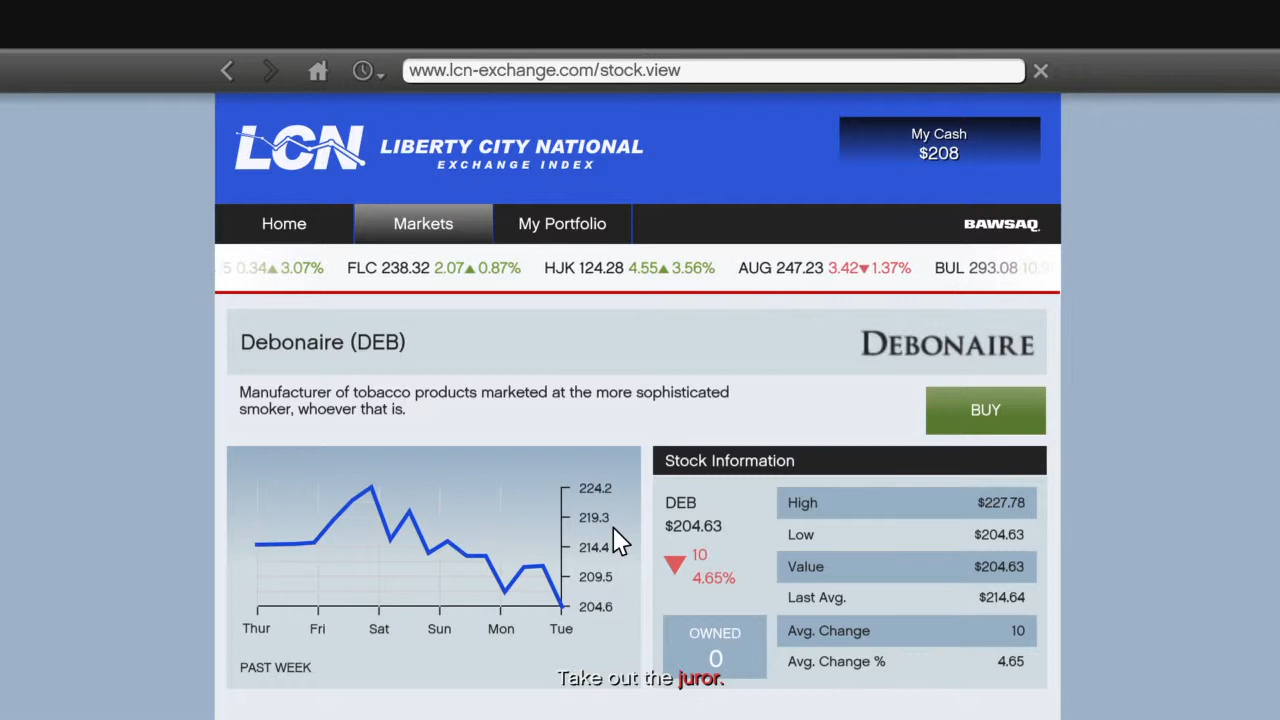 www.lcn-exchange.com/stock.view
LCN LIBERTY CITY NATIONAL
EXCHANGE INDEX
My Cash
$208
Home Markets My Portfolio BAWSAQ
5 0.34▲3.07% FLC 238.32 2.07▲0.87% HJK 124.28 4.55▲3.56% AUG 247.23 3.42▼1.37% BUL 293.08
Debonaire (DEB) DEBONAIRE
Manufacturer of tobacco products marketed at the more sophisticated
smoker, whoever that is.
BUY
224.2
219.3
214.4
209.5
204.6
Thur Fri Sat Sun Mon Tue
PAST WEEK
Stock Information
DEB
$204.63
10
4.65%
OWNED
0
High $227.78
Low $204.63
Value $204.63
Last Avg. $214.64
Avg. Change 10
Avg. Change % 4.65
Take out the juror.